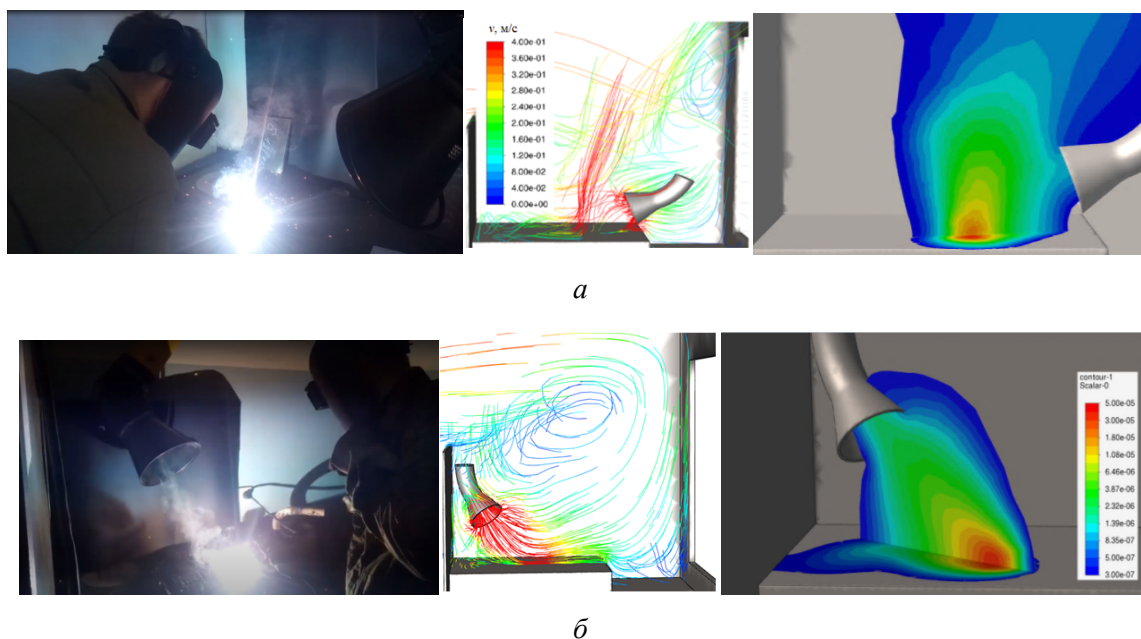 v, м/с
4.00e-01
3.60e-01
3.20e-01
2.80e-01
2.40e-01
2.00e-01
1.60e-01
1.20e-01
8.00e-02
4.00e-02
0.00e+00
а
contour-1
Scalar-0
5.00e-05
3.00e-05
1.80e-05
1.08e-05
6.46e-06
3.87e-06
2.32e-06
1.39e-06
8.35e-07
5.00e-07
3.00e-07
б